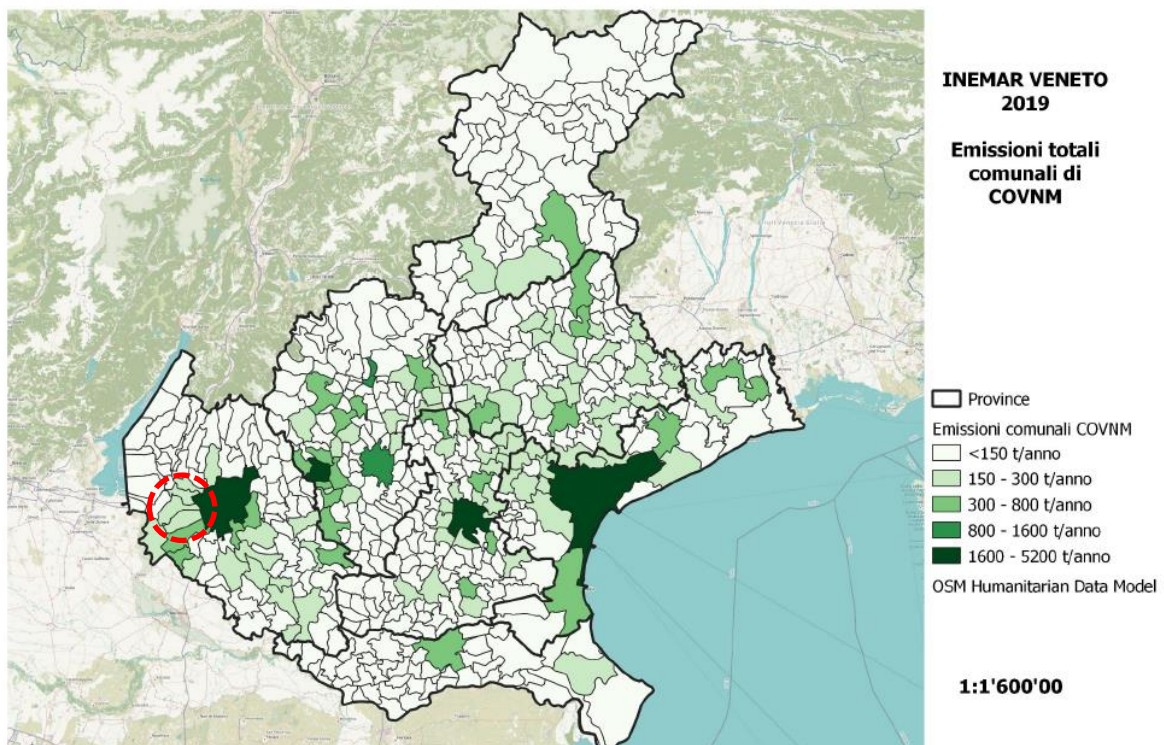 INEMAR VENETO
2019
Emissioni totali
comunali di
COVNM
Province
Emissioni comunali COVNM
<150 t/anno
150 - 300 t/anno
300 - 800 t/anno
800 - 1600 t/anno
1600 - 5200 t/anno
OSM Humanitarian Data Model
1:1'600'00